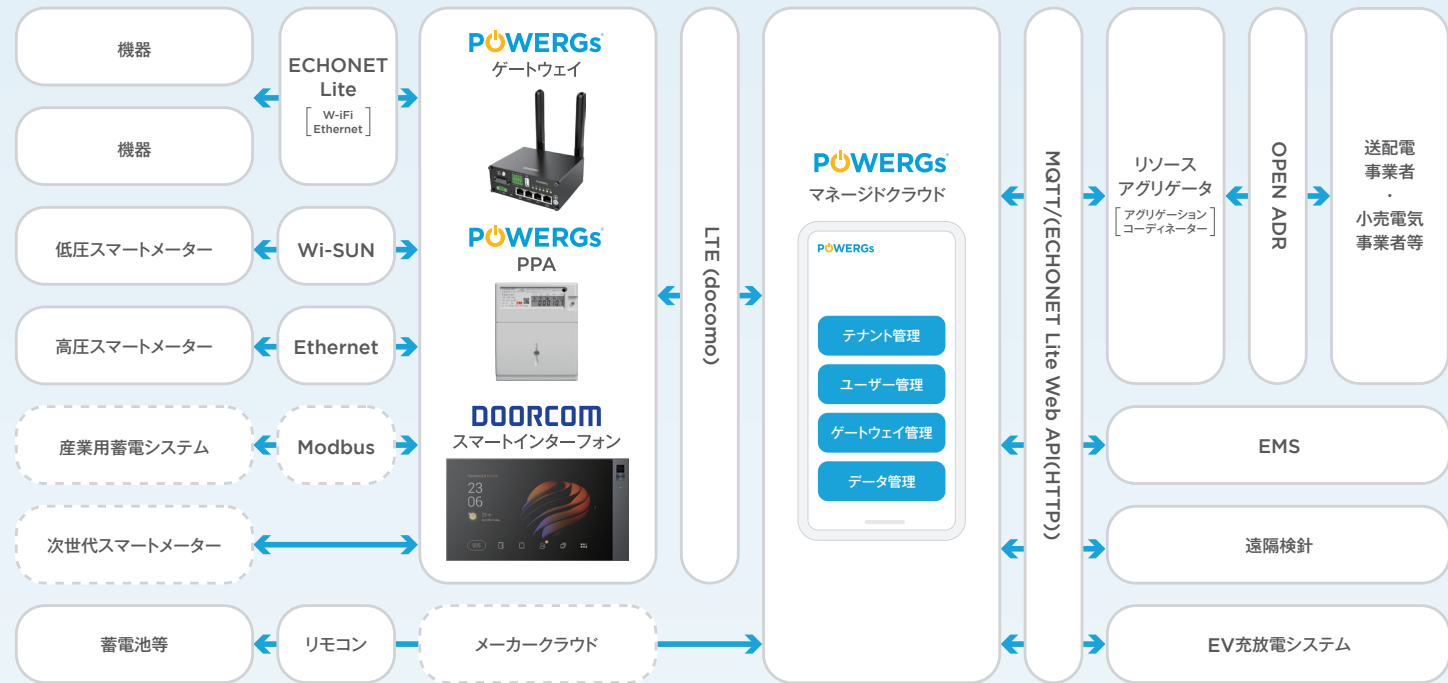 機器
機器
低圧スマートメーター
高圧スマートメーター
産業用蓄電システム
次世代スマートメーター
蓄電池等
ECHONET
Lite
W-iFi
Ethernet
Wi-SUN
Ethernet
Modbus
リモコン
POWERGs
ゲートウェイ
POWERGs
PPA
DOORCOM
スマートインターフォン
23
06
メーカークラウド
LTE (docomo)
POWERGs
マネージドクラウド
POWERGs
テナント管理
ユーザー管理
ゲートウェイ管理
データ管理
MQTT/(ECHONET Lite Web API(HTTP))
リソース
アグリゲータ
アグリゲーション
コーディネーター
OPEN ADR
送配電
事業者
・
小売電気
事業者等
EMS
遠隔検針
EV充放電システム